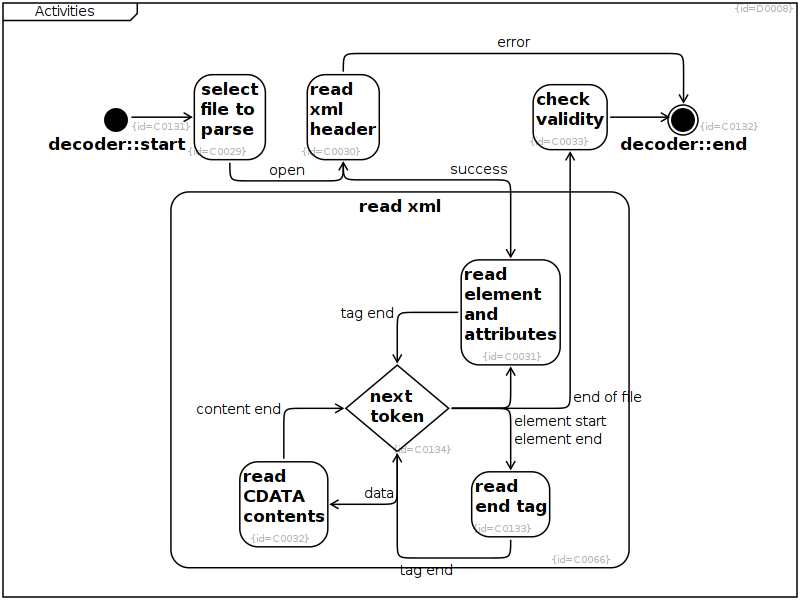 Activities
{id=D0008}
error
select
file to
parse
{id=C0029}
read
xml
header
{id=C0030}
check
validity
{id=C0033}
{id=C0131}
decoder::start
{id=C0132}
decoder::end
open
success
read xml
read
element
and
attributes
{id=C0031}
tag end
next
token
{id=C0134}
content end
end of file
element start
element end
read
CDATA
contents
{id=C0032}
data
read
end tag
{id=C0133}
{id=C0066}
tag end